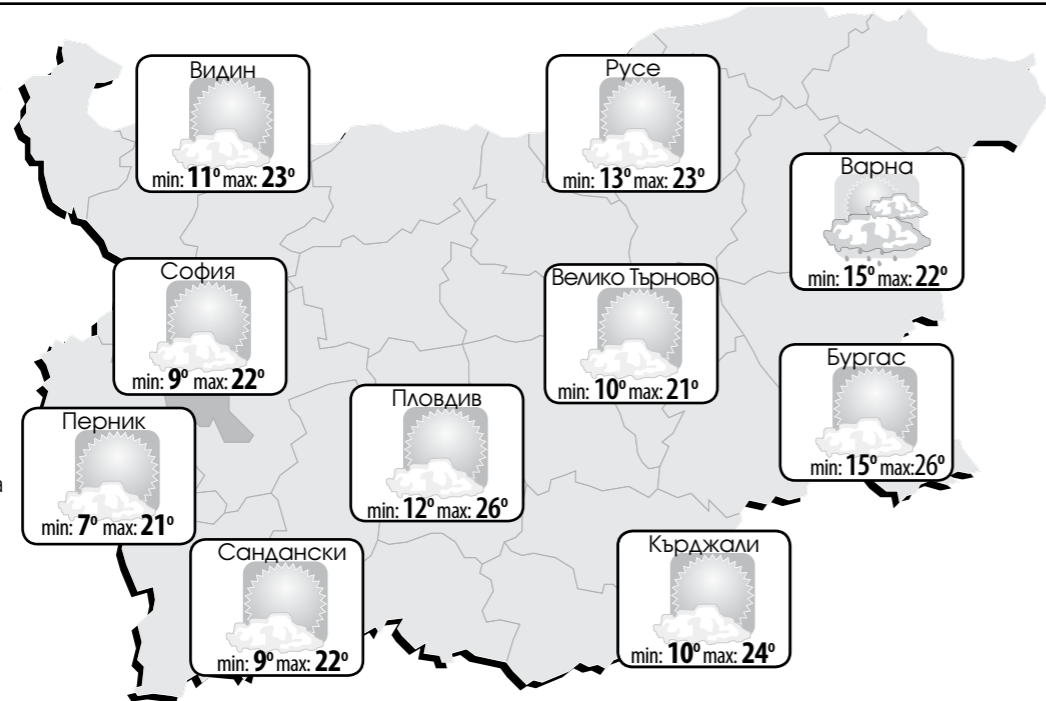 Видин
min: 11° max: 23°
Русе
min: 13° max: 23°
Варна
min: 15° max: 22°
София
min: 9° max: 22°
Велико Търново
min: 10° max: 21°
Бургас
min: 15° max:26°
Пловдив
min: 12° max: 26°
Перник
min: 7° max: 21°
а
Сандански
min: 9° max: 22°
Кърджали
min: 10° max: 24°